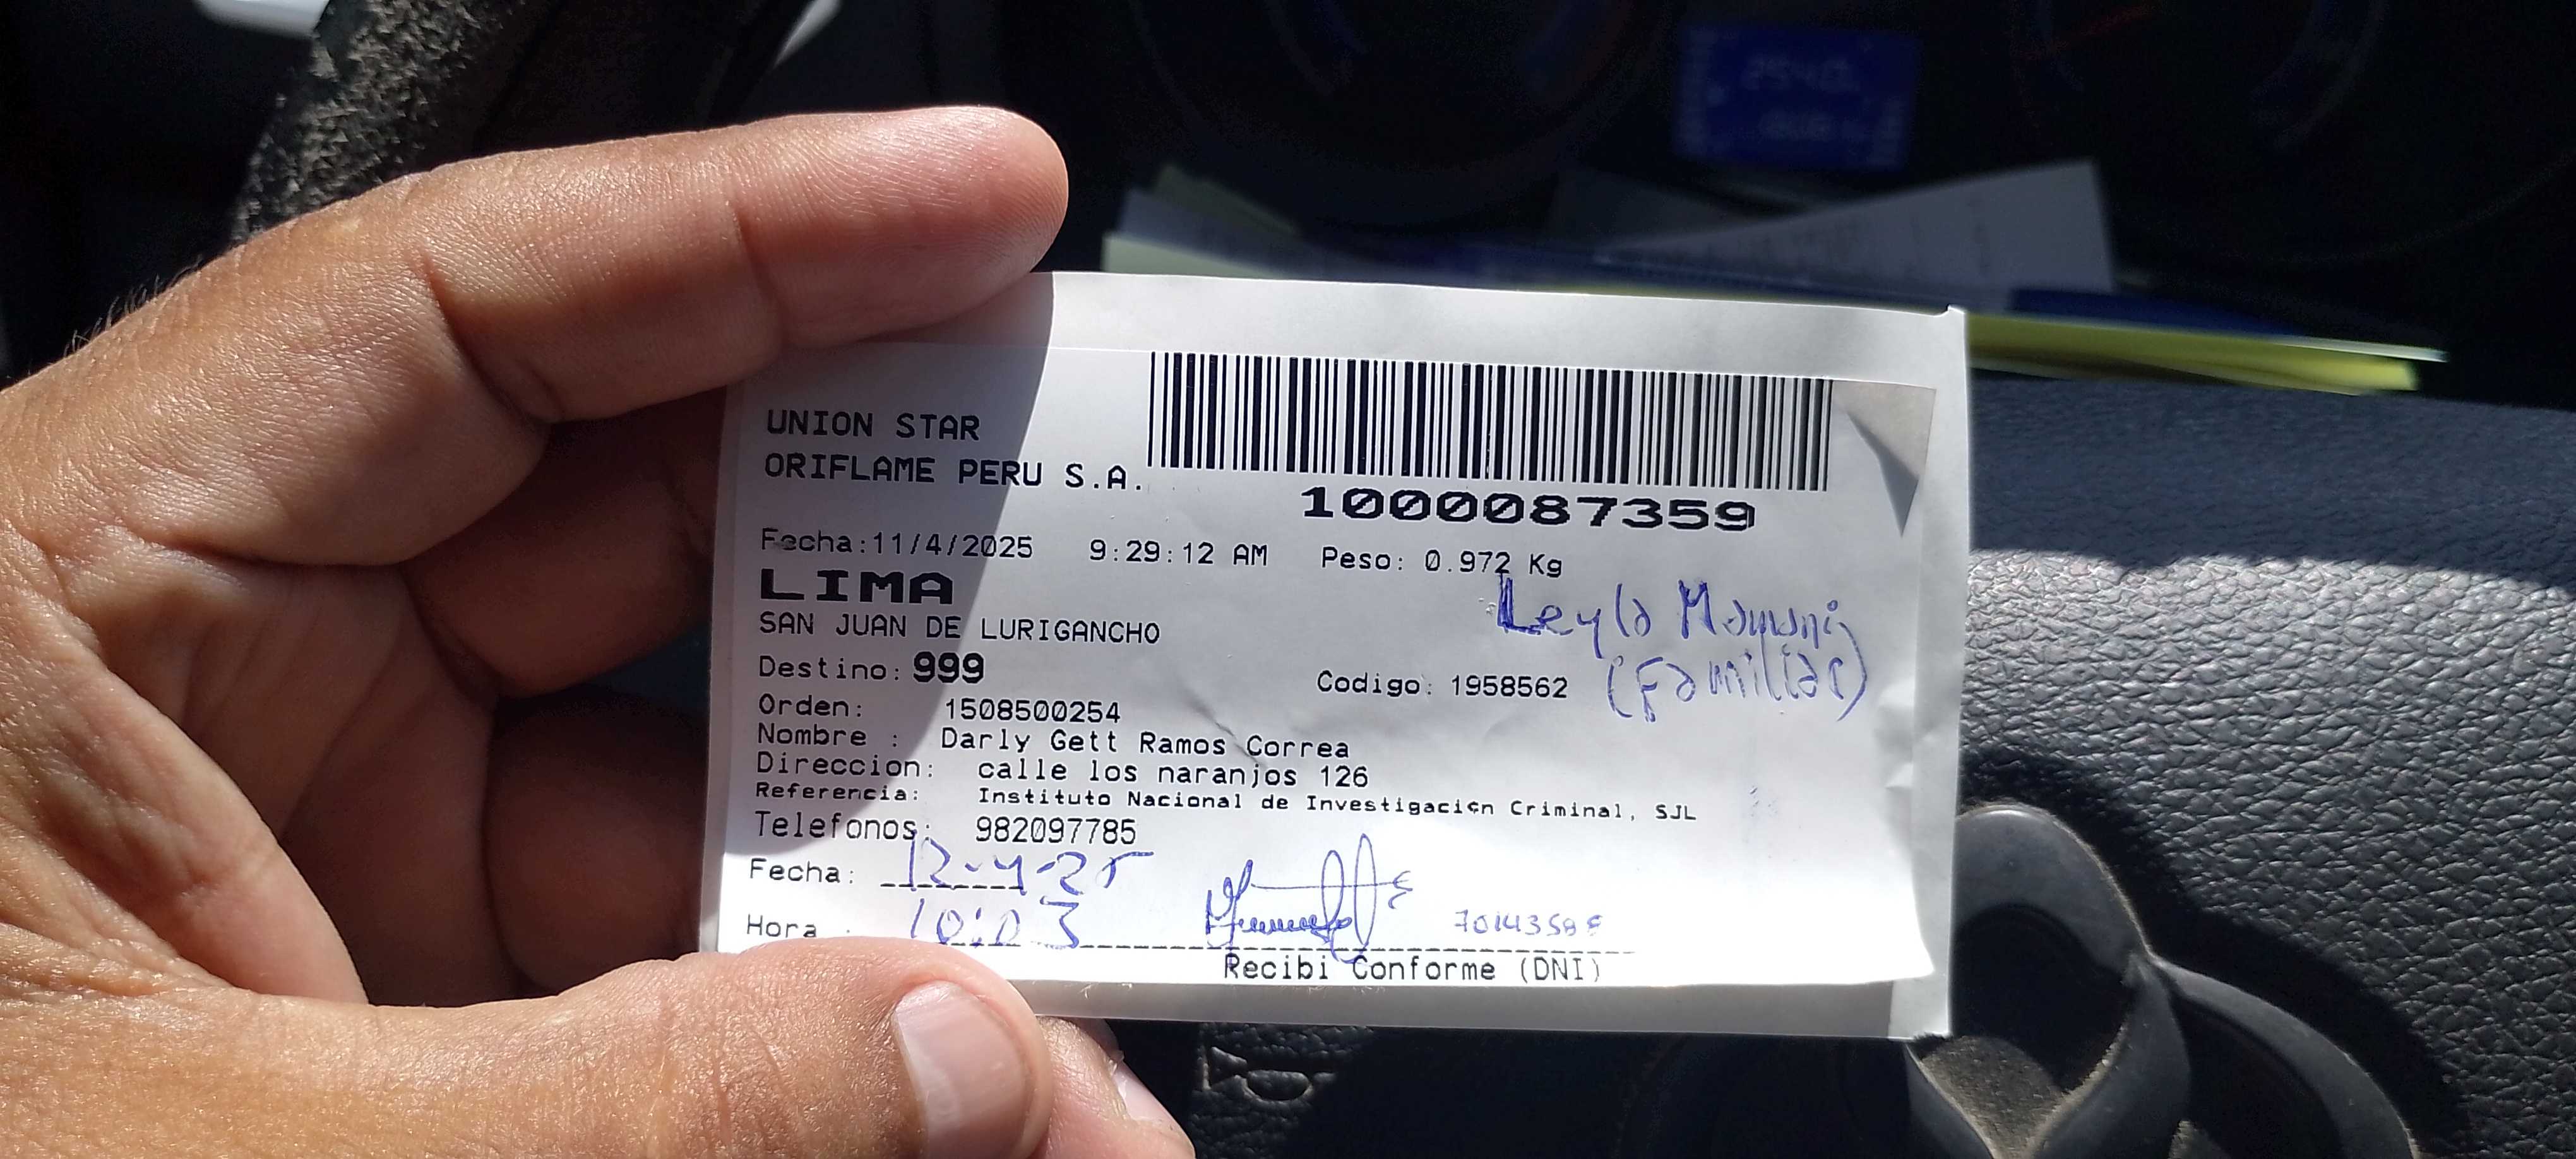 UNION STAR
ORIFLAME PERU S.A.
1000087359
Fecha:11/4/2025 9:29:12 AM Peso: 0.972 Kg
LIMA
SAN JUAN DE LURIGANCHO
Leyla Mamani
(Familiar)
Destino: 999 Codigo: 1958562
Orden: 1508500254
Nombre : Darly Gett Ramos Correa
Direccion: calle los naranjos 126
Referencia: Instituto Nacional de Investigación Criminal, SJL
Telefonos: 982097785
Fecha: 12-4-25
Hora : 10:03
Recibi Conforme (DNI)